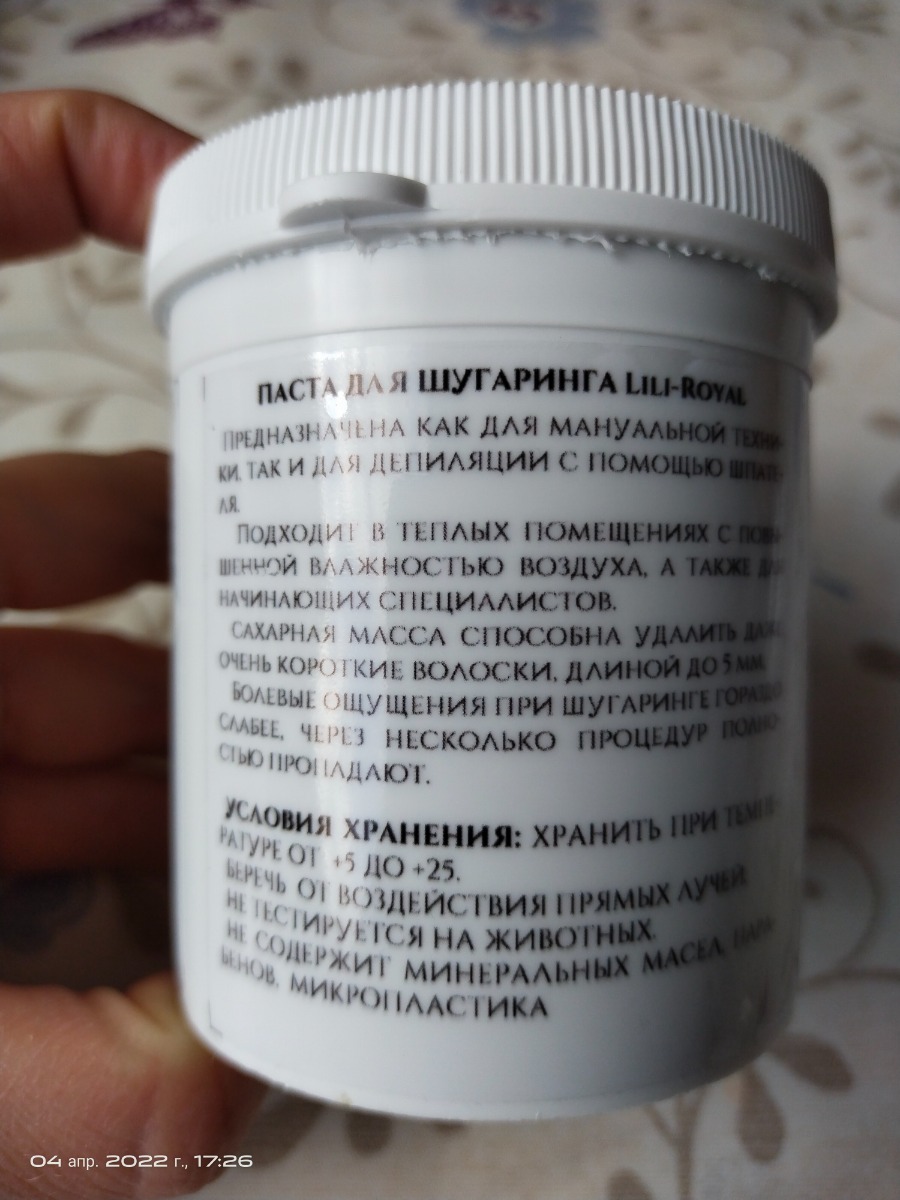 ПАСТА ДЛЯ ШУГАРИНГА LILI-ROYAL
ПРЕДНАЗНАЧЕНА КАК ДЛЯ МАНУАЛЬНОЙ ТЕХНИ-
КИ, ТАК И ДЛЯ ДЕПИЛЯЦИИ С ПОМОЩЬЮ ШПАТЕ-
ЛЯ.
ПОДХОДИТ В ТЕПЛЫХ ПОМЕЩЕНИЯХ С ПОВЫ-
ШЕННОЙ ВЛАЖНОСТЬЮ ВОЗДУХА, А ТАКЖЕ ДЛЯ
НАЧИНАЮЩИХ СПЕЦИАЛИСТОВ.
САХАРНАЯ МАССА СПОСОБНА УДАЛИТЬ ДАЖЕ
ОЧЕНЬ КОРОТКИЕ ВОЛОСКИ, ДЛИНОЙ ДО 5 ММ.
БОЛЕВЫЕ ОЩУЩЕНИЯ ПРИ ШУГАРИНГЕ ГОРАЗДО
СЛАБЕЕ, ЧЕРЕЗ НЕСКОЛЬКО ПРОЦЕДУР ПОЛНО-
СТЬЮ ПРОПАДАЮТ.
УСЛОВИЯ ХРАНЕНИЯ: ХРАНИТЬ ПРИ ТЕМПЕ-
РАТУРЕ ОТ +5 ДО +25.
БЕРЕЧЬ ОТ ВОЗДЕЙСТВИЯ ПРЯМЫХ ЛУЧЕЙ.
НЕ ТЕСТИРУЕТСЯ НА ЖИВОТНЫХ.
НЕ СОДЕРЖИТ МИНЕРАЛЬНЫХ МАСЕЛ, ПАРА-
БЕНОВ, МИКРОПЛАСТИКА
04 апр. 2022 г., 17:26